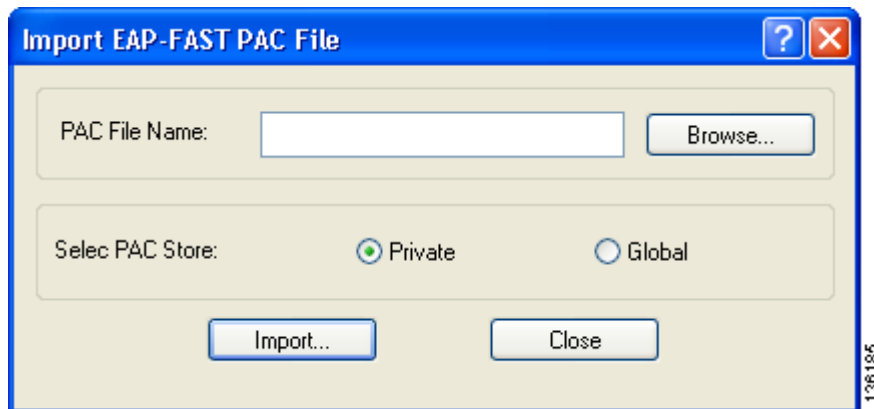 Import EAP-FAST PAC File
?
PAC File Name:
Browse...
Selec PAC Store:
Private
Global
Import...
Close
136195